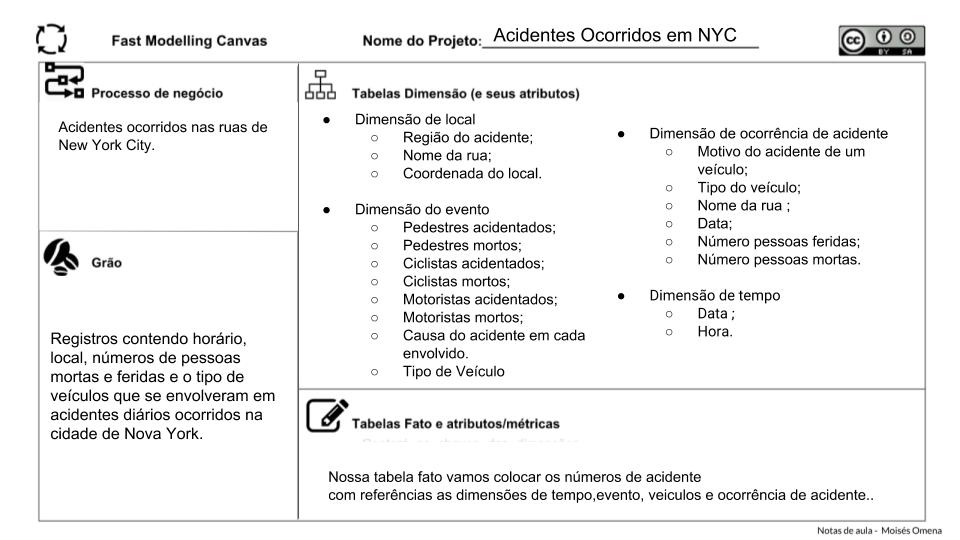 Fast Modelling Canvas
Nome do Projeto: Acidentes Ocorridos em NYC
cc BY SA
Processo de negócio
Acidentes ocorridos nas ruas de
New York City.
Grão
Registros contendo horário,
local, números de pessoas
mortas e feridas e o tipo de
veículos que se envolveram em
acidentes diários ocorridos na
cidade de Nova York.
Tabelas Dimensão (e seus atributos)
● Dimensão de local
○ Região do acidente;
○ Nome da rua;
○ Coordenada do local.
● Dimensão do evento
○ Pedestres acidentados;
○ Pedestres mortos;
○ Ciclistas acidentados;
○ Ciclistas mortos;
○ Motoristas acidentados;
○ Motoristas mortos;
○ Causa do acidente em cada
envolvido.
○ Tipo de Veículo
● Dimensão de ocorrência de acidente
○ Motivo do acidente de um
veículo;
○ Tipo do veículo;
○ Nome da rua ;
○ Data;
○ Número pessoas feridas;
○ Número pessoas mortas.
● Dimensão de tempo
○ Data ;
○ Hora.
Tabelas Fato e atributos/métricas
Nossa tabela fato vamos colocar os números de acidente
com referências as dimensões de tempo,evento, veiculos e ocorrência de acidente..
Notas de aula - Moisés Omena